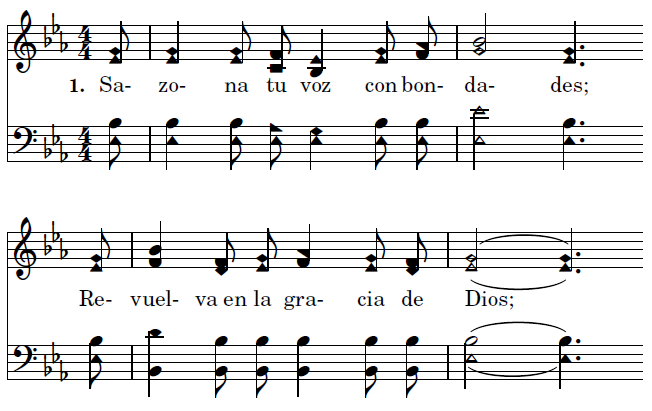 1. Sa- zo- na tu voz con bon- da- des;
Re- vuel- va en la gra- cia de Dios;